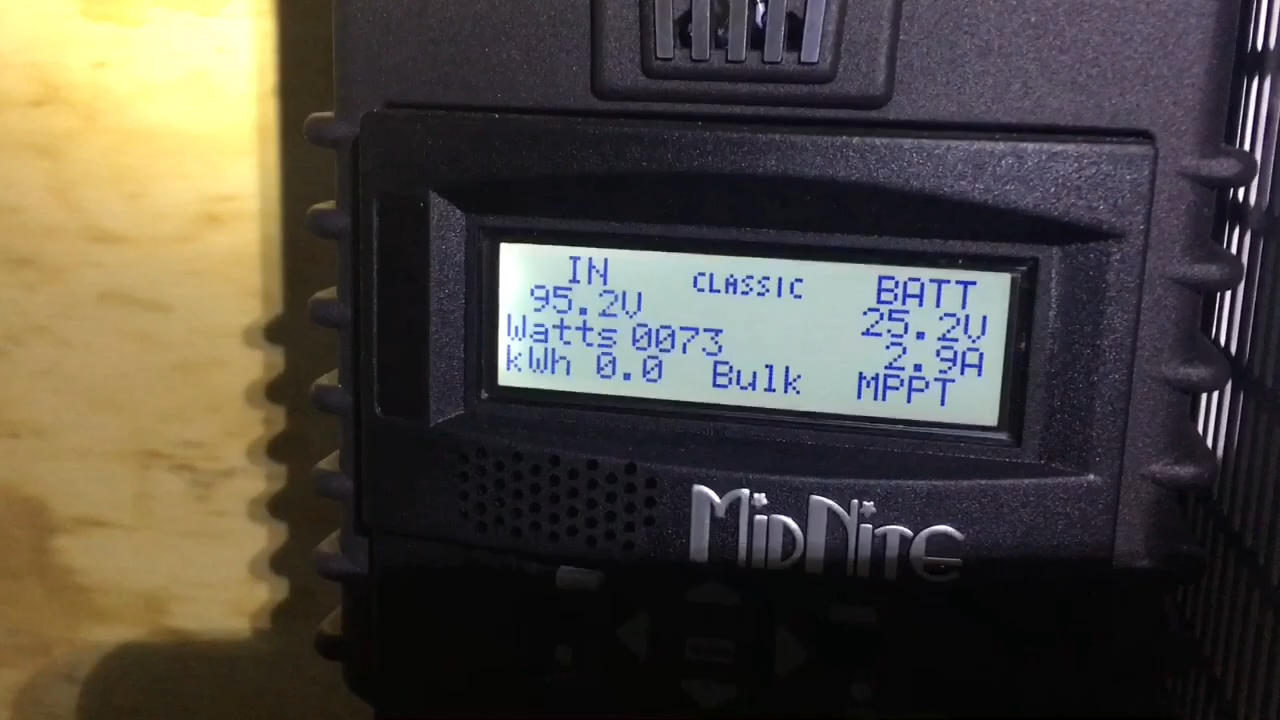 IN CLASSIC BATT
95.2V 25.2V
Watts 0073 2.9A
kWh 0.0 Bulk MPPT
MIDNITE